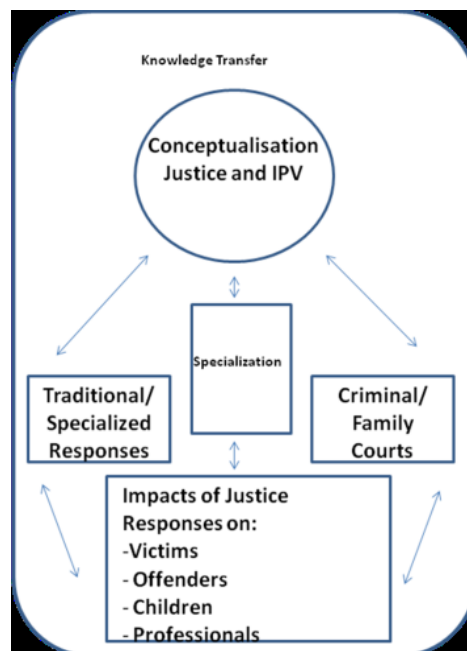 Knowledge Transfer
Conceptualisation
Justice and IPV
Specialization
Traditional/
Specialized
Responses
Criminal/
Family
Courts
Impacts of Justice
Responses on:
-Victims
- Offenders
- Children
- Professionals